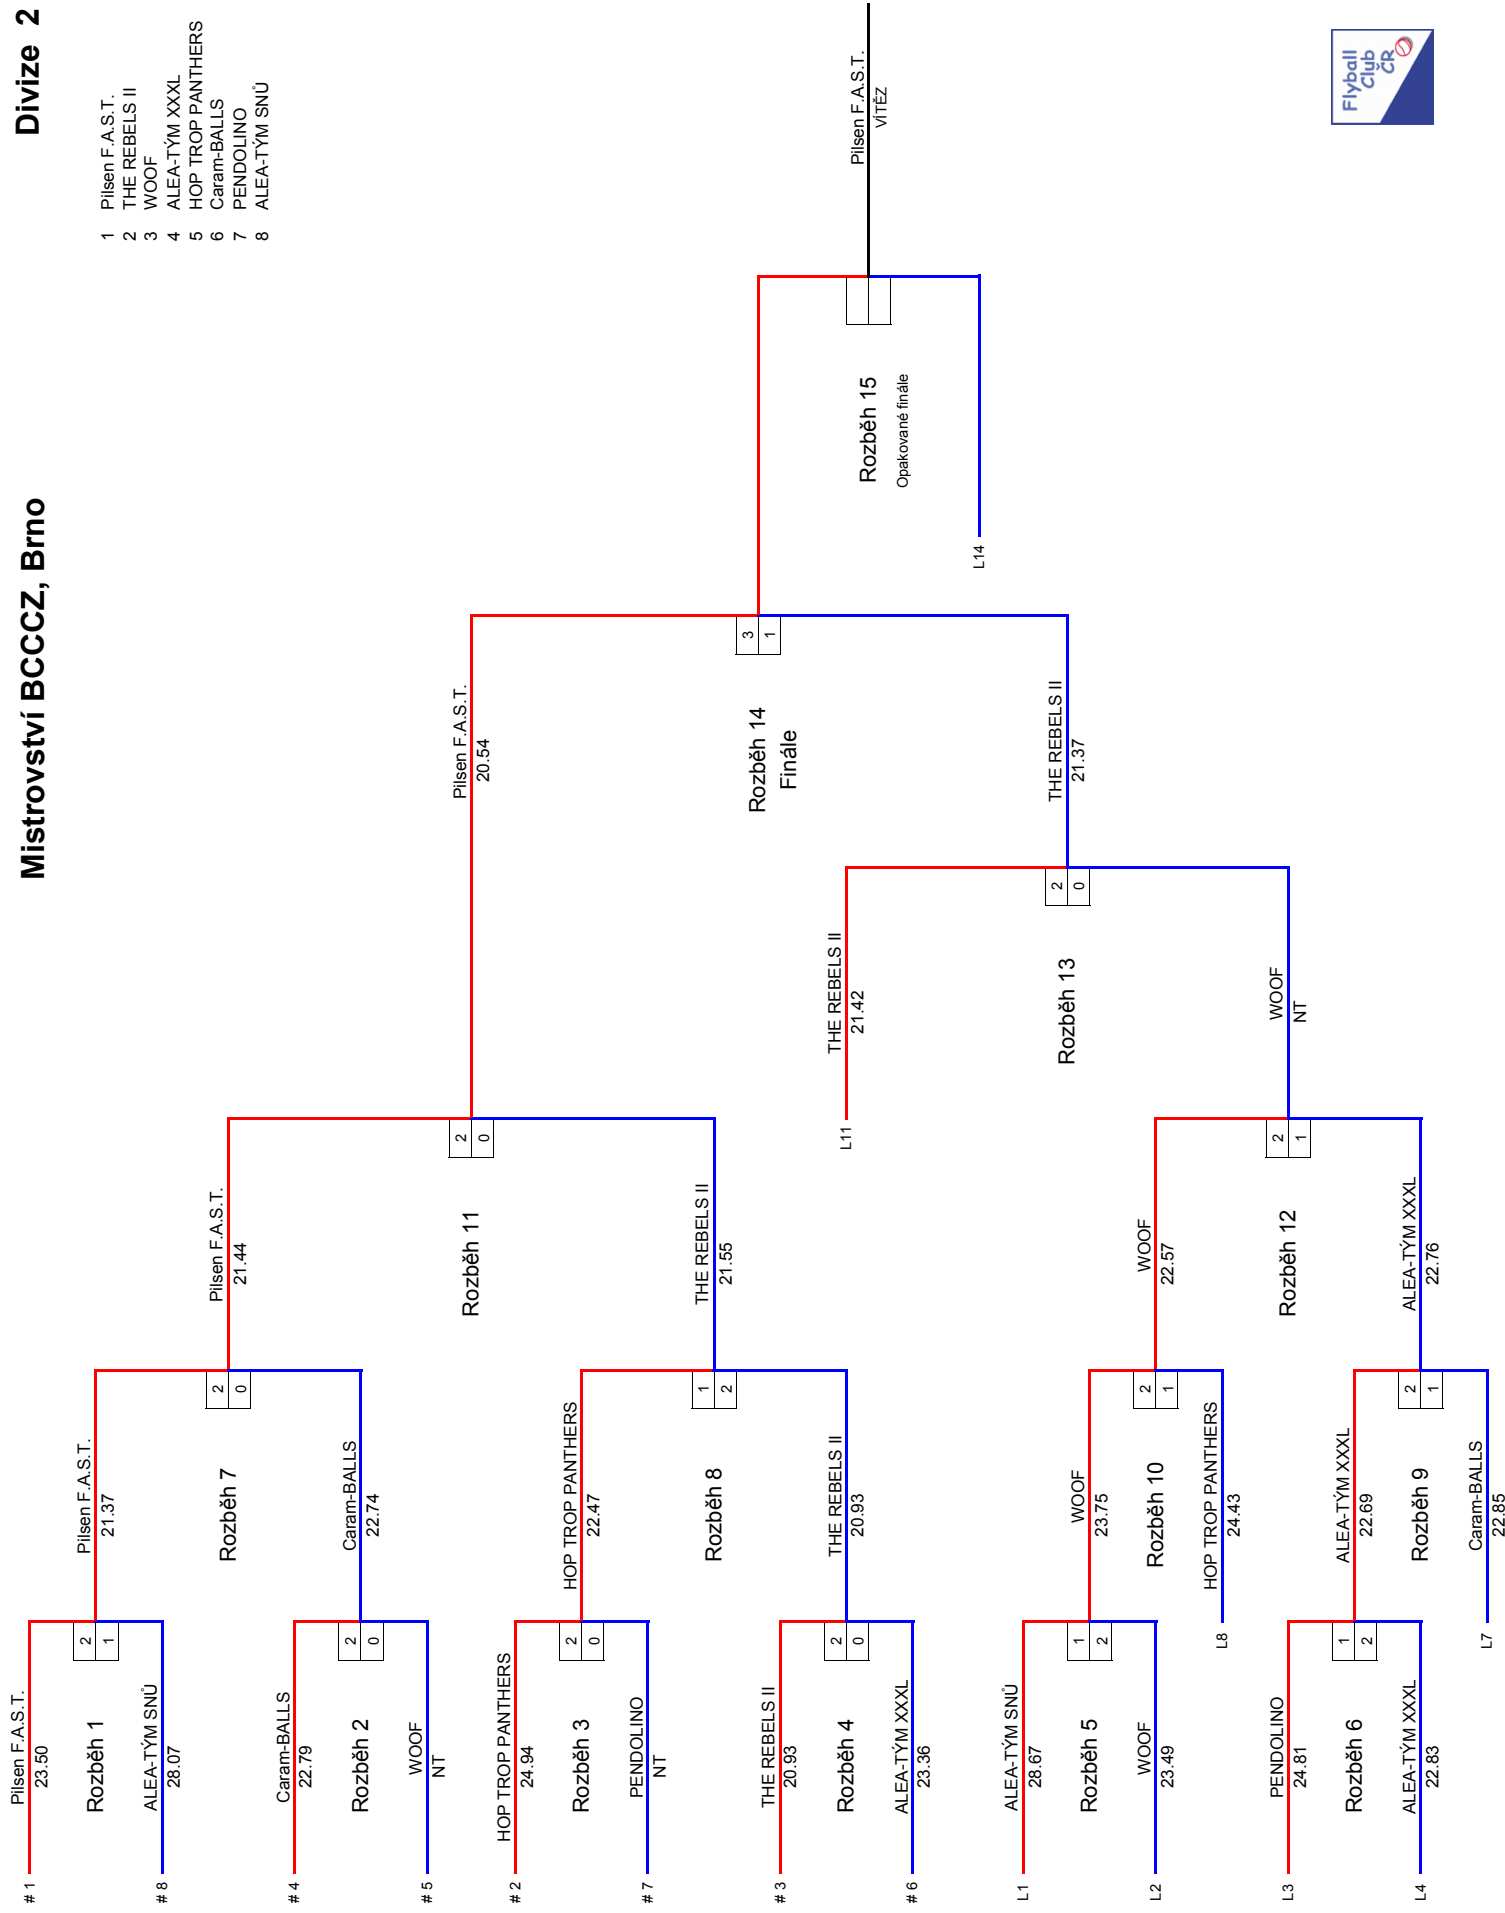 Mistrovství BCCCZ, Brno
Divize 2
1 Pilsen F.A.S.T.
2 THE REBELS II
3 WOOF
4 ALEA-TÝM XXXL
5 HOP TROP PANTHERS
6 Caram-BALLS
7 PENDOLINO
8 ALEA-TÝM SNŮ
# 1
Pilsen F.A.S.T.
23.50
Rozběh 1
2
1
# 8
ALEA-TÝM SNŮ
28.07
# 4
Caram-BALLS
22.79
Rozběh 2
2
0
# 5
WOOF
NT
# 2
HOP TROP PANTHERS
24.94
Rozběh 3
2
0
# 7
PENDOLINO
NT
# 3
THE REBELS II
20.93
Rozběh 4
2
0
# 6
ALEA-TÝM XXXL
23.36
L1
ALEA-TÝM SNŮ
28.67
Rozběh 5
1
2
L2
WOOF
23.49
L3
PENDOLINO
24.81
Rozběh 6
1
2
L4
ALEA-TÝM XXXL
22.83
Pilsen F.A.S.T.
21.37
Rozběh 7
2
0
Caram-BALLS
22.74
HOP TROP PANTHERS
22.47
Rozběh 8
1
2
THE REBELS II
20.93
WOOF
23.75
Rozběh 10
2
1
L8
HOP TROP PANTHERS
24.43
ALEA-TÝM XXXL
22.69
Rozběh 9
2
1
L7
Caram-BALLS
22.85
Pilsen F.A.S.T.
21.44
Rozběh 11
2
0
THE REBELS II
21.55
WOOF
22.57
Rozběh 12
2
1
ALEA-TÝM XXXL
22.76
L11
THE REBELS II
21.42
Rozběh 13
2
0
WOOF
NT
Pilsen F.A.S.T.
20.54
Rozběh 14
Finále
3
1
THE REBELS II
21.37
Rozběh 15
Opakované finále
L14
Pilsen F.A.S.T.
VÍTĚZ
Flyball
Club
ČR